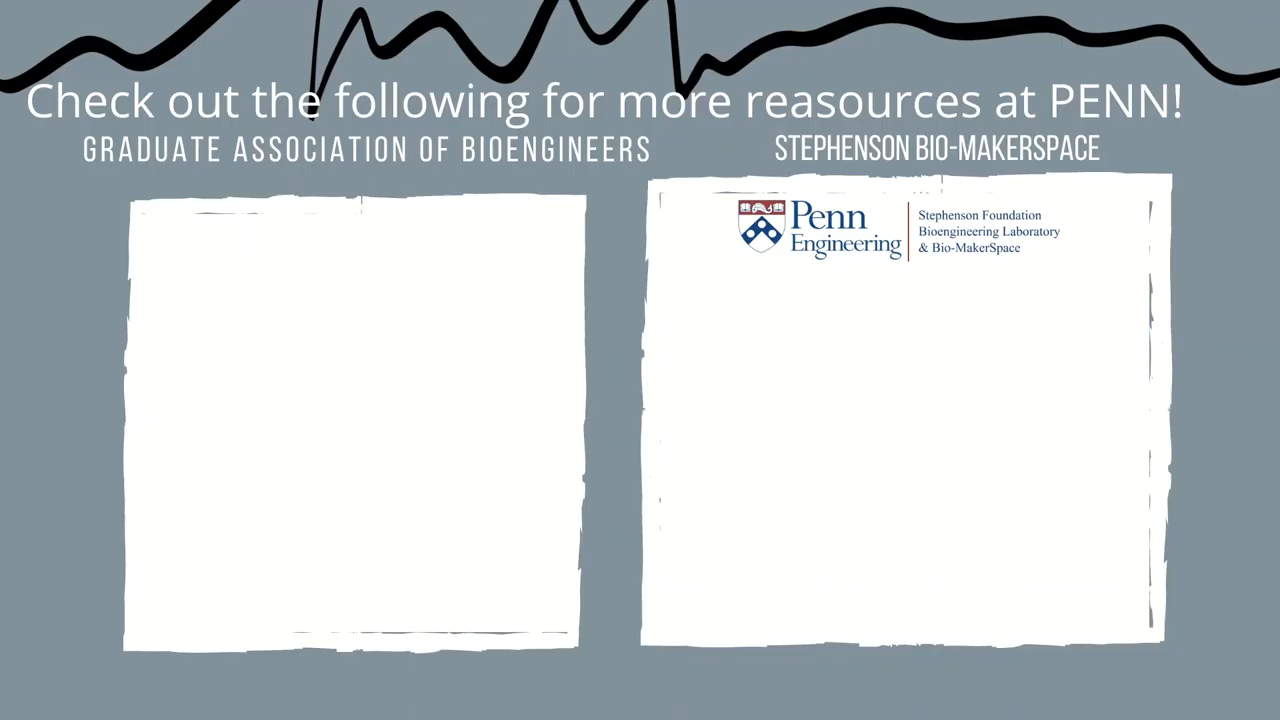 Check out the following for more reasources at PENN!
GRADUATE ASSOCIATION OF BIOENGINEERS
STEPHENSON BIO-MAKERSPACE
Penn
Engineering
Stephenson Foundation
Bioengineering Laboratory
& Bio-MakerSpace